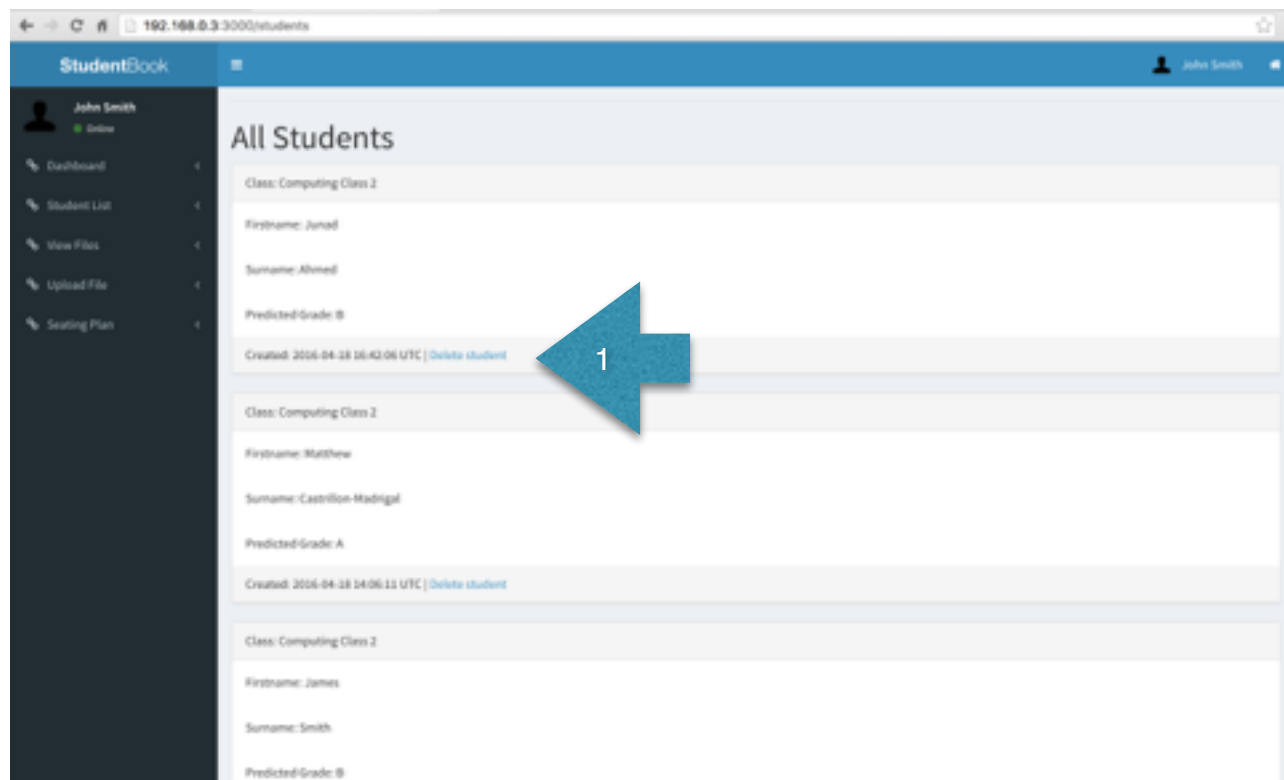 192.168.0.3:3000/students
StudentBook
John Smith
John Smith
Online
Dashboard
Student List
View Files
Upload File
Seating Plan
All Students
Class: Computing Class 2
Firstname: Junad
Surname: Ahmed
Predicted Grade: B
Created: 2016-04-18 16:42:06 UTC | Delete student
1
Class: Computing Class 2
Firstname: Matthew
Surname: Castrillon-Madrigal
Predicted Grade: A
Created: 2016-04-18 14:06:11 UTC | Delete student
Class: Computing Class 2
Firstname: James
Surname: Smith
Predicted Grade: B